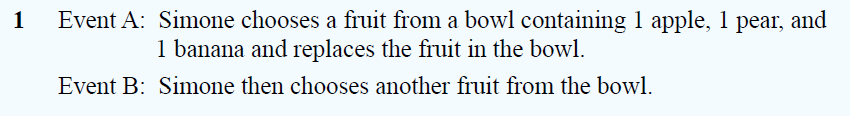 1 Event A: Simone chooses a fruit from a bowl containing 1 apple, 1 pear, and
1 banana and replaces the fruit in the bowl.
Event B: Simone then chooses another fruit from the bowl.